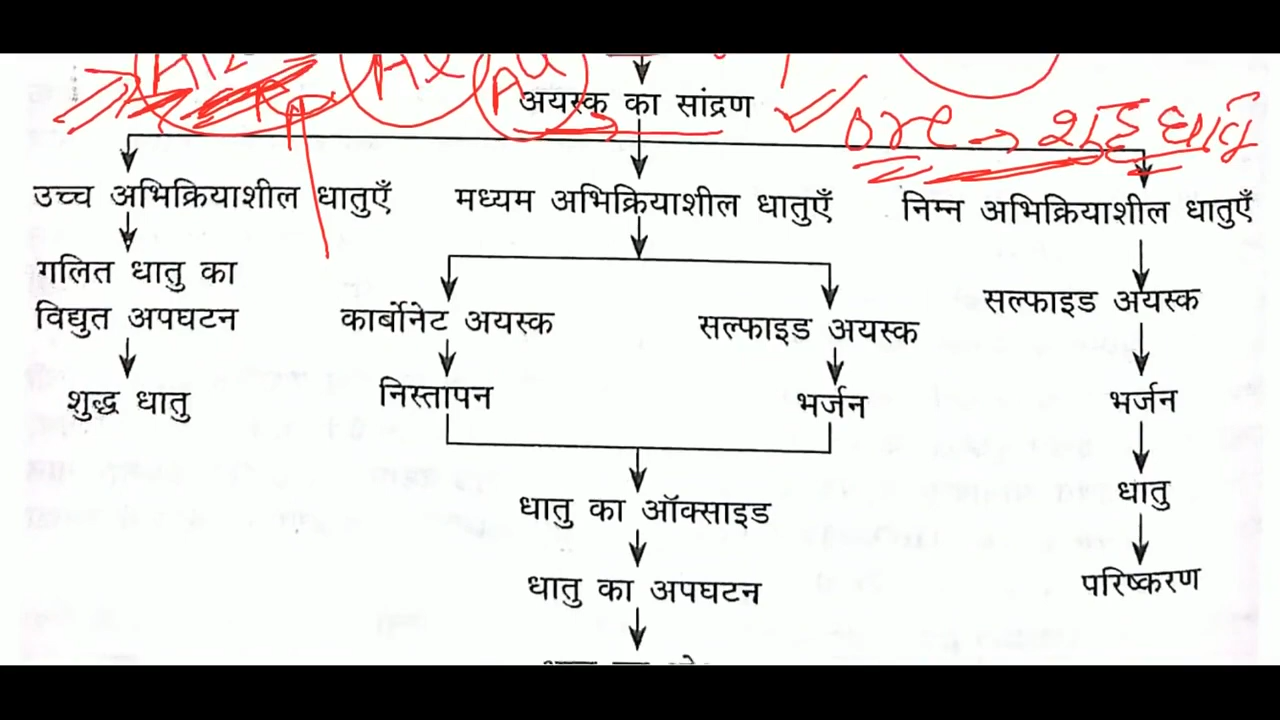 अयस्क का सांद्रण
ore → शुद्ध धातु
उच्च अभिक्रियाशील धातुएँ
मध्यम अभिक्रियाशील धातुएँ
निम्न अभिक्रियाशील धातुएँ
गलित धातु का
विद्युत अपघटन
शुद्ध धातु
कार्बोनेट अयस्क
सल्फाइड अयस्क
सल्फाइड अयस्क
निस्तापन
भर्जन
भर्जन
धातु का ऑक्साइड
धातु
धातु का अपघटन
परिष्करण